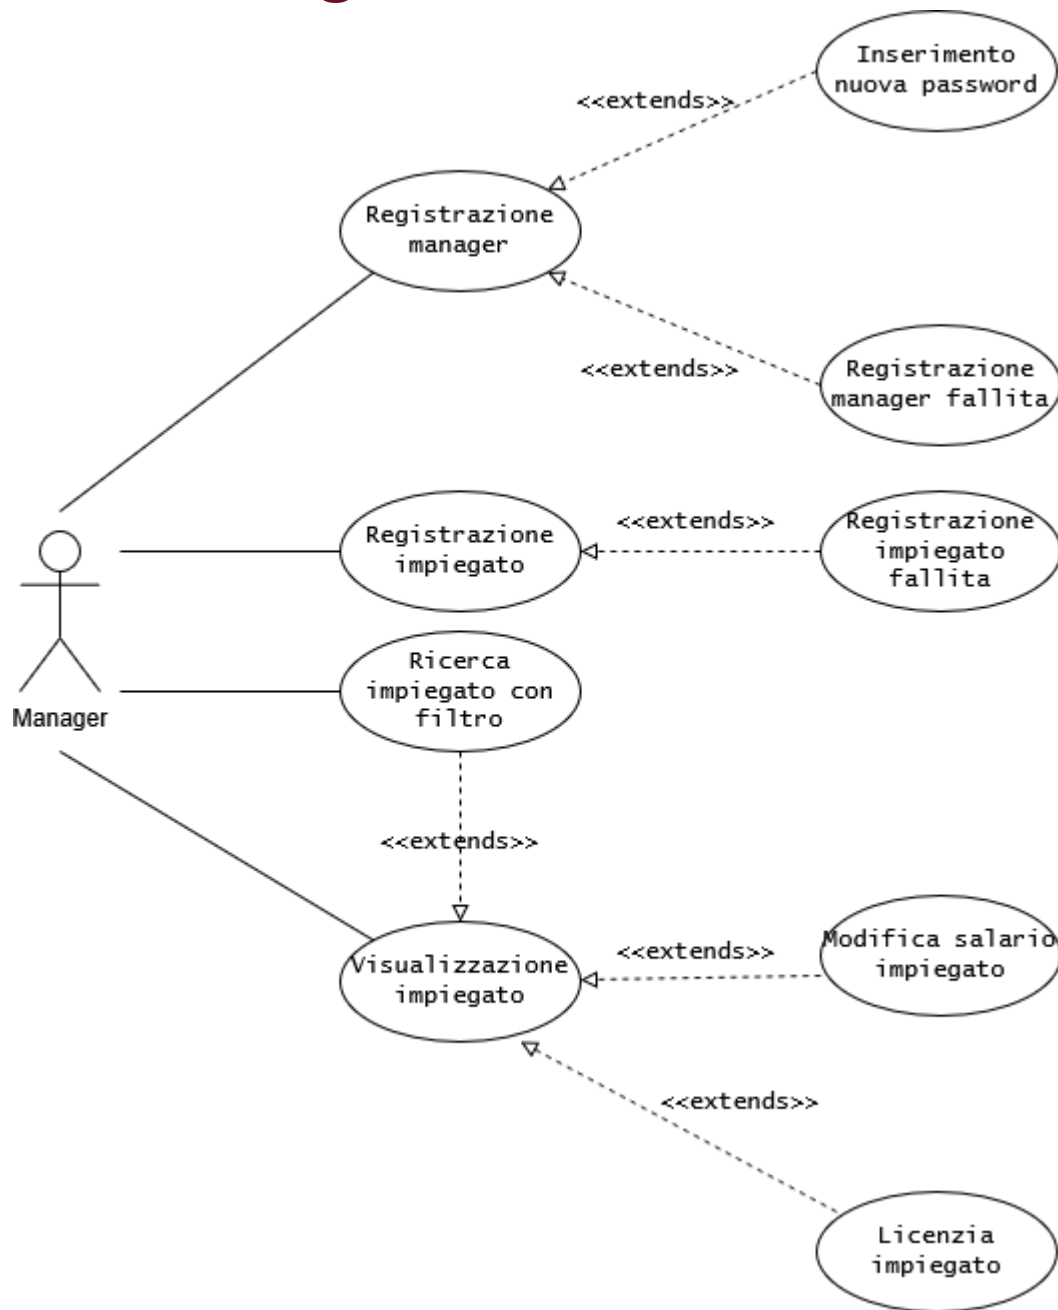 Inserimento
nuova password
<<extends>>
Registrazione
manager
<<extends>>
Registrazione
manager fallita
Registrazione
impiegato
<<extends>>
Registrazione
impiegato
fallita
Ricerca
impiegato con
filtro
Manager
<<extends>>
Visualizzazione
impiegato
<<extends>>
Modifica salario
impiegato
<<extends>>
Licenzia
impiegato